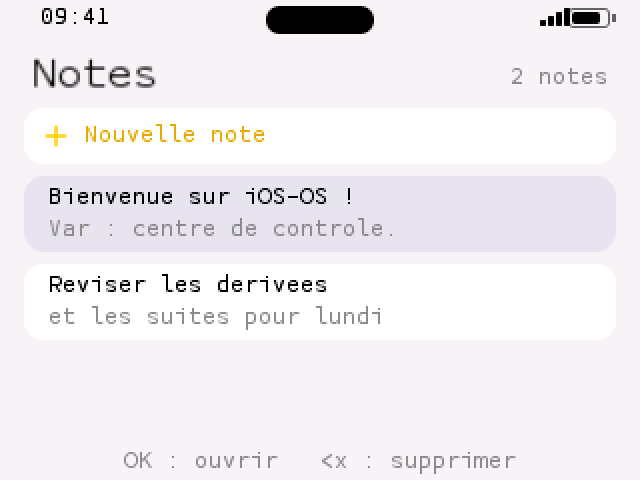 09:41
Notes
2 notes
+ Nouvelle note
Bienvenue sur iOS-OS !
Var : centre de controle.
Reviser les derivees
et les suites pour lundi
OK : ouvrir <x : supprimer